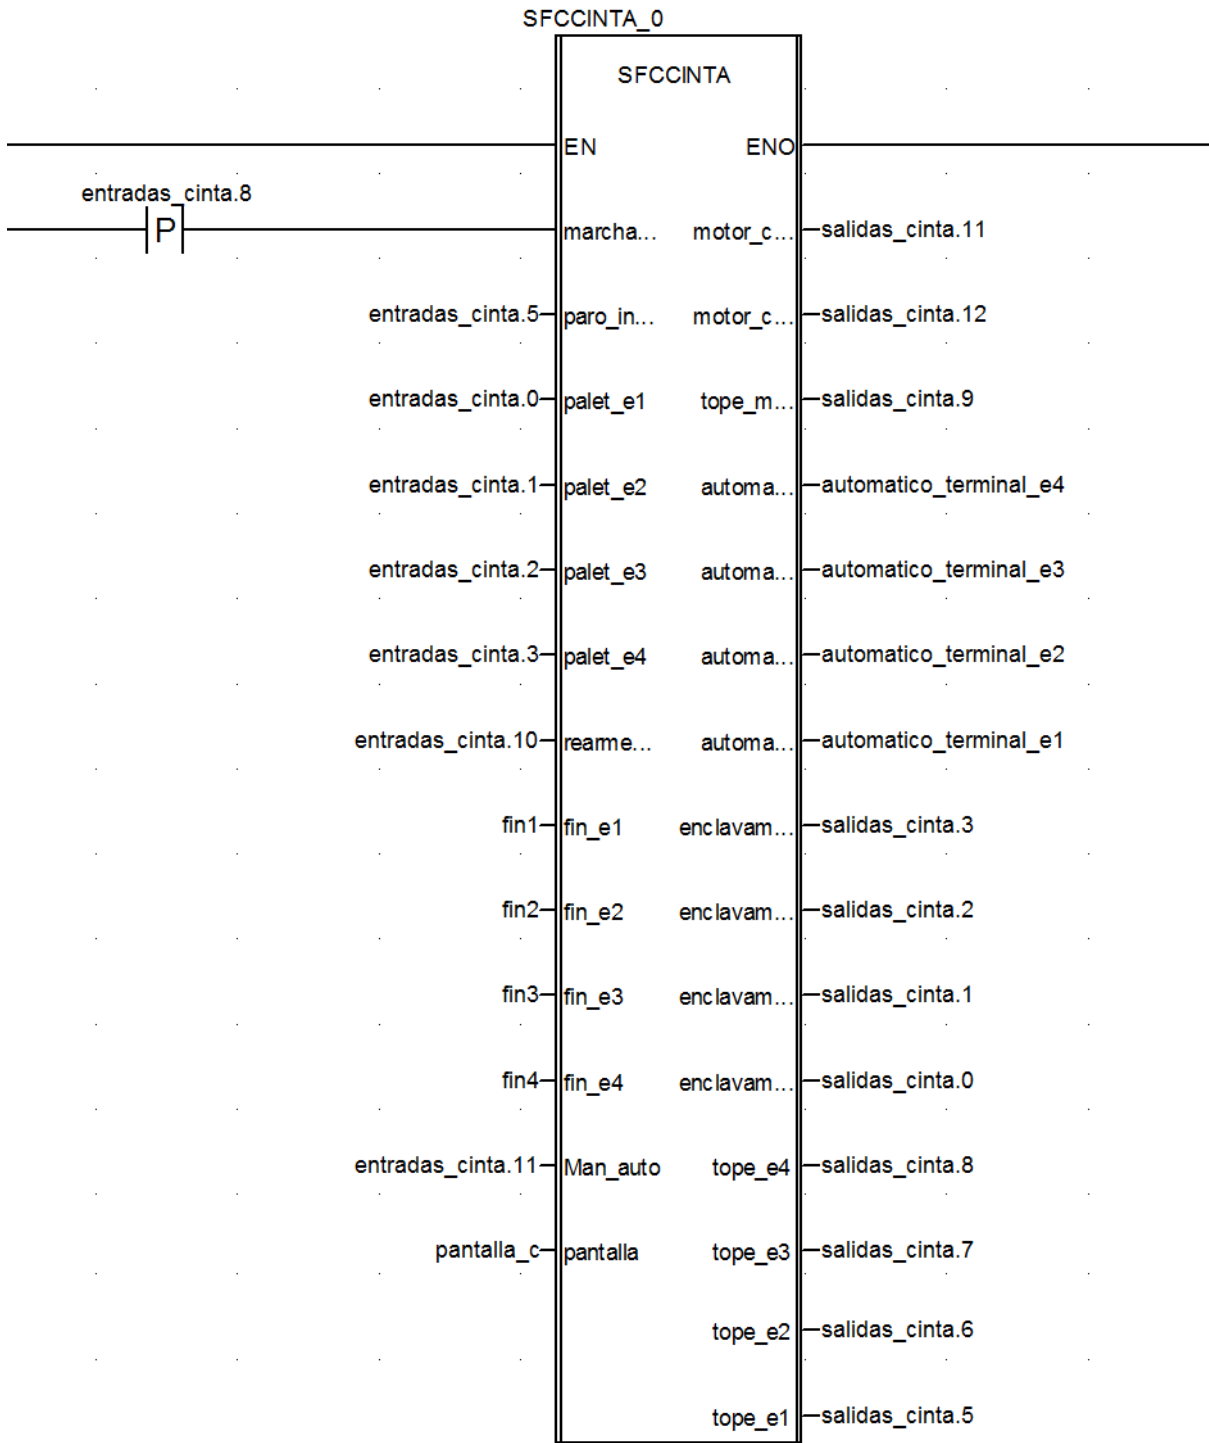 SFCCINTA_0
SFCCINTA
EN ENO
entradas_cinta.8
P marcha... motor_c... salidas_cinta.11
entradas_cinta.5 paro_in... motor_c... salidas_cinta.12
entradas_cinta.0 palet_e1 tope_m... salidas_cinta.9
entradas_cinta.1 palet_e2 automa... automatico_terminal_e4
entradas_cinta.2 palet_e3 automa... automatico_terminal_e3
entradas_cinta.3 palet_e4 automa... automatico_terminal_e2
entradas_cinta.10 rearme... automa... automatico_terminal_e1
fin1 fin_e1 enclavam... salidas_cinta.3
fin2 fin_e2 enclavam... salidas_cinta.2
fin3 fin_e3 enclavam... salidas_cinta.1
fin4 fin_e4 enclavam... salidas_cinta.0
entradas_cinta.11 Man_auto tope_e4 salidas_cinta.8
pantalla_c pantalla tope_e3 salidas_cinta.7
tope_e2 salidas_cinta.6
tope_e1 salidas_cinta.5